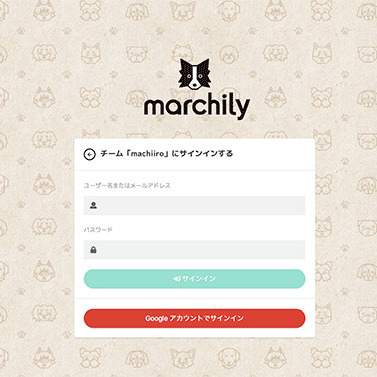 marchily
チーム「machiiro」にサインインする
ユーザー名またはメールアドレス
パスワード
サインイン
Google アカウントでサインイン